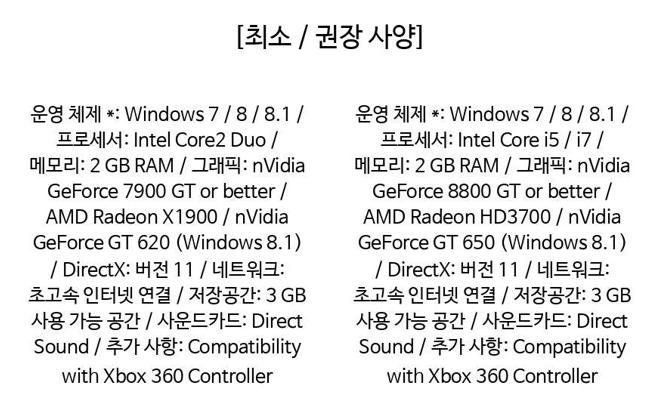 [최소 / 권장 사양]
운영 체제 *: Windows 7 / 8 / 8.1 /
프로세서: Intel Core2 Duo /
메모리: 2 GB RAM / 그래픽: nVidia
GeForce 7900 GT or better /
AMD Radeon X1900 / nVidia
GeForce GT 620 (Windows 8.1)
/ DirectX: 버전 11 / 네트워크:
초고속 인터넷 연결 / 저장공간: 3 GB
사용 가능 공간 / 사운드카드: Direct
Sound / 추가 사항: Compatibility
with Xbox 360 Controller
운영 체제 *: Windows 7 / 8 / 8.1 /
프로세서: Intel Core i5 / i7 /
메모리: 2 GB RAM / 그래픽: nVidia
GeForce 8800 GT or better /
AMD Radeon HD3700 / nVidia
GeForce GT 650 (Windows 8.1)
/ DirectX: 버전 11 / 네트워크:
초고속 인터넷 연결 / 저장공간: 3 GB
사용 가능 공간 / 사운드카드: Direct
Sound / 추가 사항: Compatibility
with Xbox 360 Controller